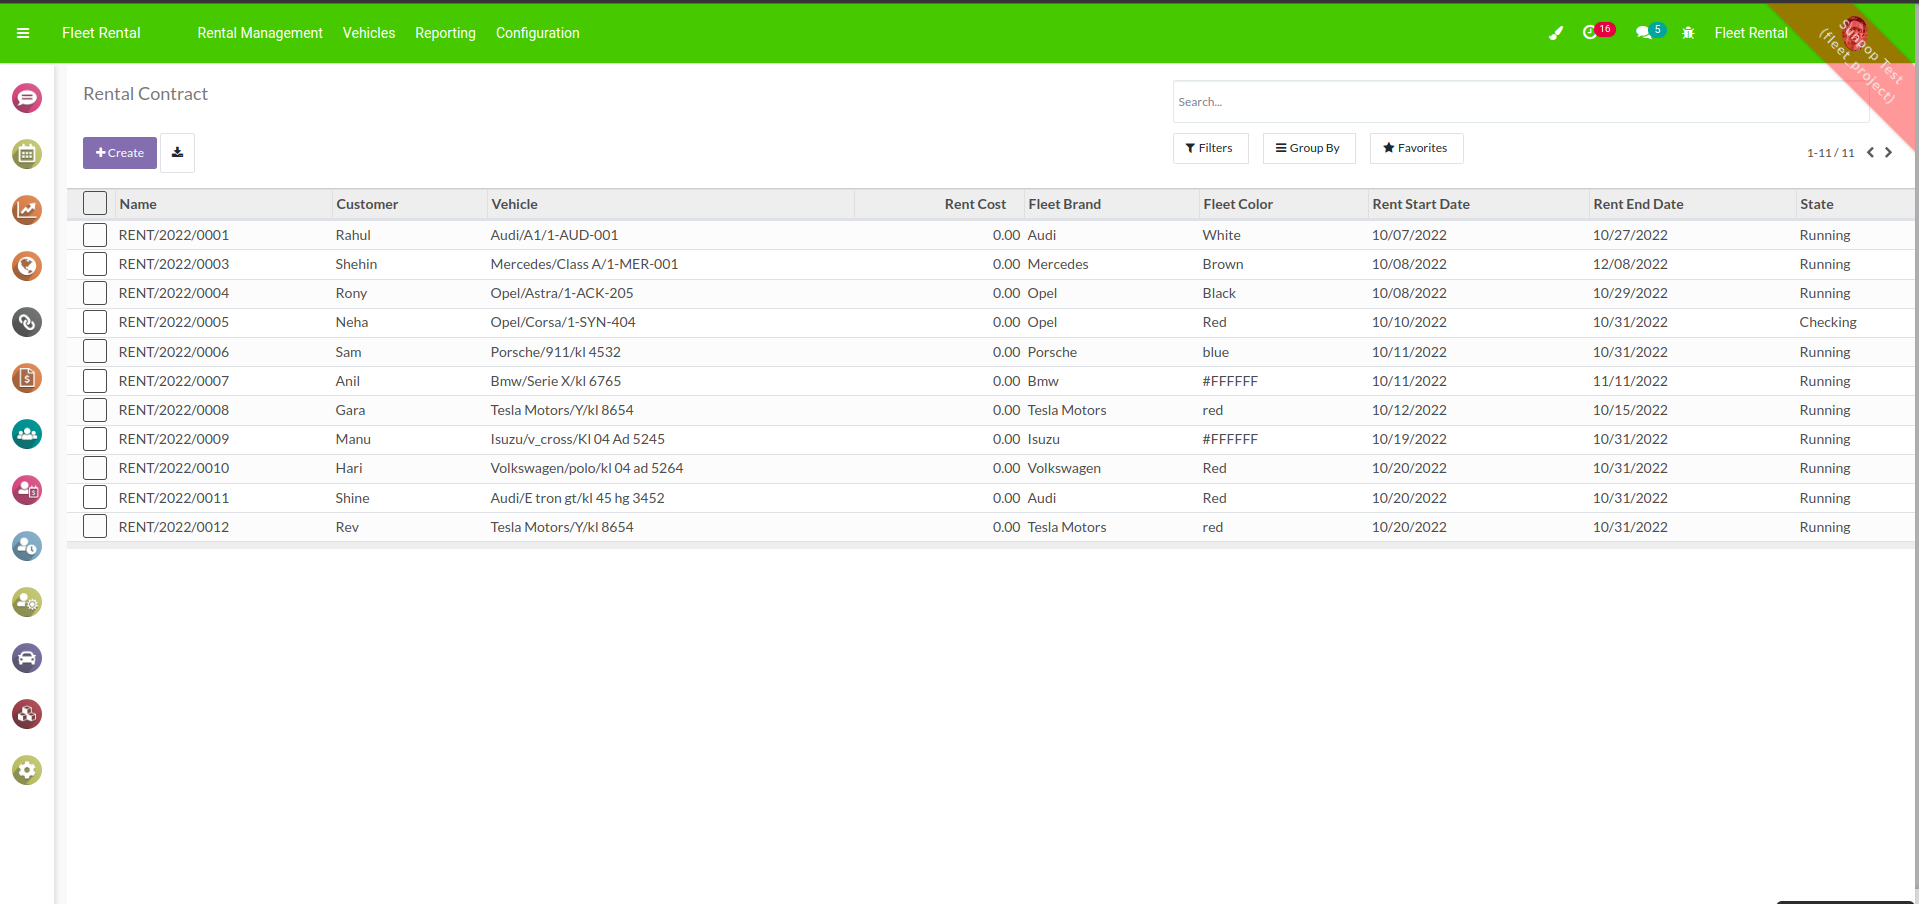 Fleet Rental Rental Management Vehicles Reporting Configuration 16 5 Fleet Rental
Sunpop Test
(fleet_project)
Rental Contract
Search...
Create
Filters Group By Favorites 1-11 / 11
Name Customer Vehicle Rent Cost Fleet Brand Fleet Color Rent Start Date Rent End Date State
RENT/2022/0001 Rahul Audi/A1/1-AUD-001 0.00 Audi White 10/07/2022 10/27/2022 Running
RENT/2022/0003 Shehin Mercedes/Class A/1-MER-001 0.00 Mercedes Brown 10/08/2022 12/08/2022 Running
RENT/2022/0004 Rony Opel/Astra/1-ACK-205 0.00 Opel Black 10/08/2022 10/29/2022 Running
RENT/2022/0005 Neha Opel/Corsa/1-SYN-404 0.00 Opel Red 10/10/2022 10/31/2022 Checking
RENT/2022/0006 Sam Porsche/911/kl 4532 0.00 Porsche blue 10/11/2022 10/31/2022 Running
RENT/2022/0007 Anil Bmw/Serie X/kl 6765 0.00 Bmw #FFFFFF 10/11/2022 11/11/2022 Running
RENT/2022/0008 Gara Tesla Motors/Y/kl 8654 0.00 Tesla Motors red 10/12/2022 10/15/2022 Running
RENT/2022/0009 Manu Isuzu/v_cross/Kl 04 Ad 5245 0.00 Isuzu #FFFFFF 10/19/2022 10/31/2022 Running
RENT/2022/0010 Hari Volkswagen/polo/kl 04 ad 5264 0.00 Volkswagen Red 10/20/2022 10/31/2022 Running
RENT/2022/0011 Shine Audi/E tron gt/kl 45 hg 3452 0.00 Audi Red 10/20/2022 10/31/2022 Running
RENT/2022/0012 Rev Tesla Motors/Y/kl 8654 0.00 Tesla Motors red 10/20/2022 10/31/2022 Running